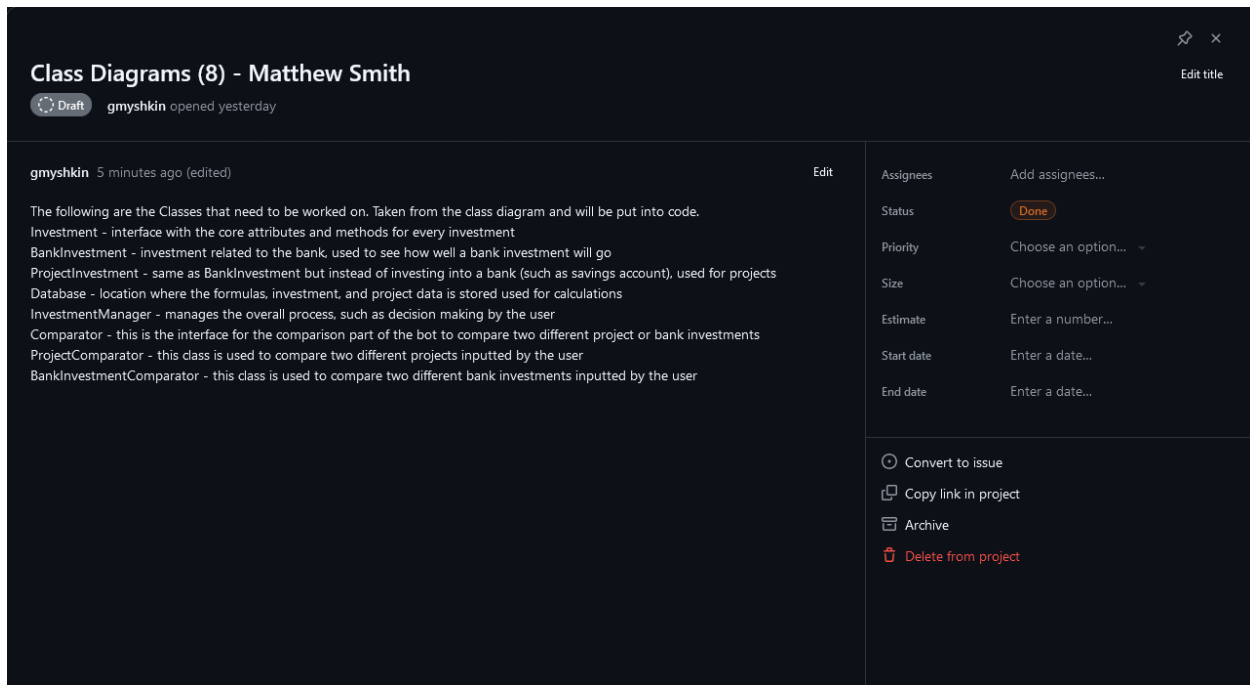 Class Diagrams (8) - Matthew Smith
Edit title
Draft
gmyshkin opened yesterday
gmyshkin 5 minutes ago (edited)
Edit
The following are the Classes that need to be worked on. Taken from the class diagram and will be put into code.
Investment - interface with the core attributes and methods for every investment
BankInvestment - investment related to the bank, used to see how well a bank investment will go
ProjectInvestment - same as BankInvestment but instead of investing into a bank (such as savings account), used for projects
Database - location where the formulas, investment, and project data is stored used for calculations
InvestmentManager - manages the overall process, such as decision making by the user
Comparator - this is the interface for the comparison part of the bot to compare two different project or bank investments
ProjectComparator - this class is used to compare two different projects inputted by the user
BankInvestmentComparator - this class is used to compare two different bank investments inputted by the user
Assignees Add assignees...
Status Done
Priority Choose an option...
Size Choose an option...
Estimate Enter a number...
Start date Enter a date...
End date Enter a date...
Convert to issue
Copy link in project
Archive
Delete from project